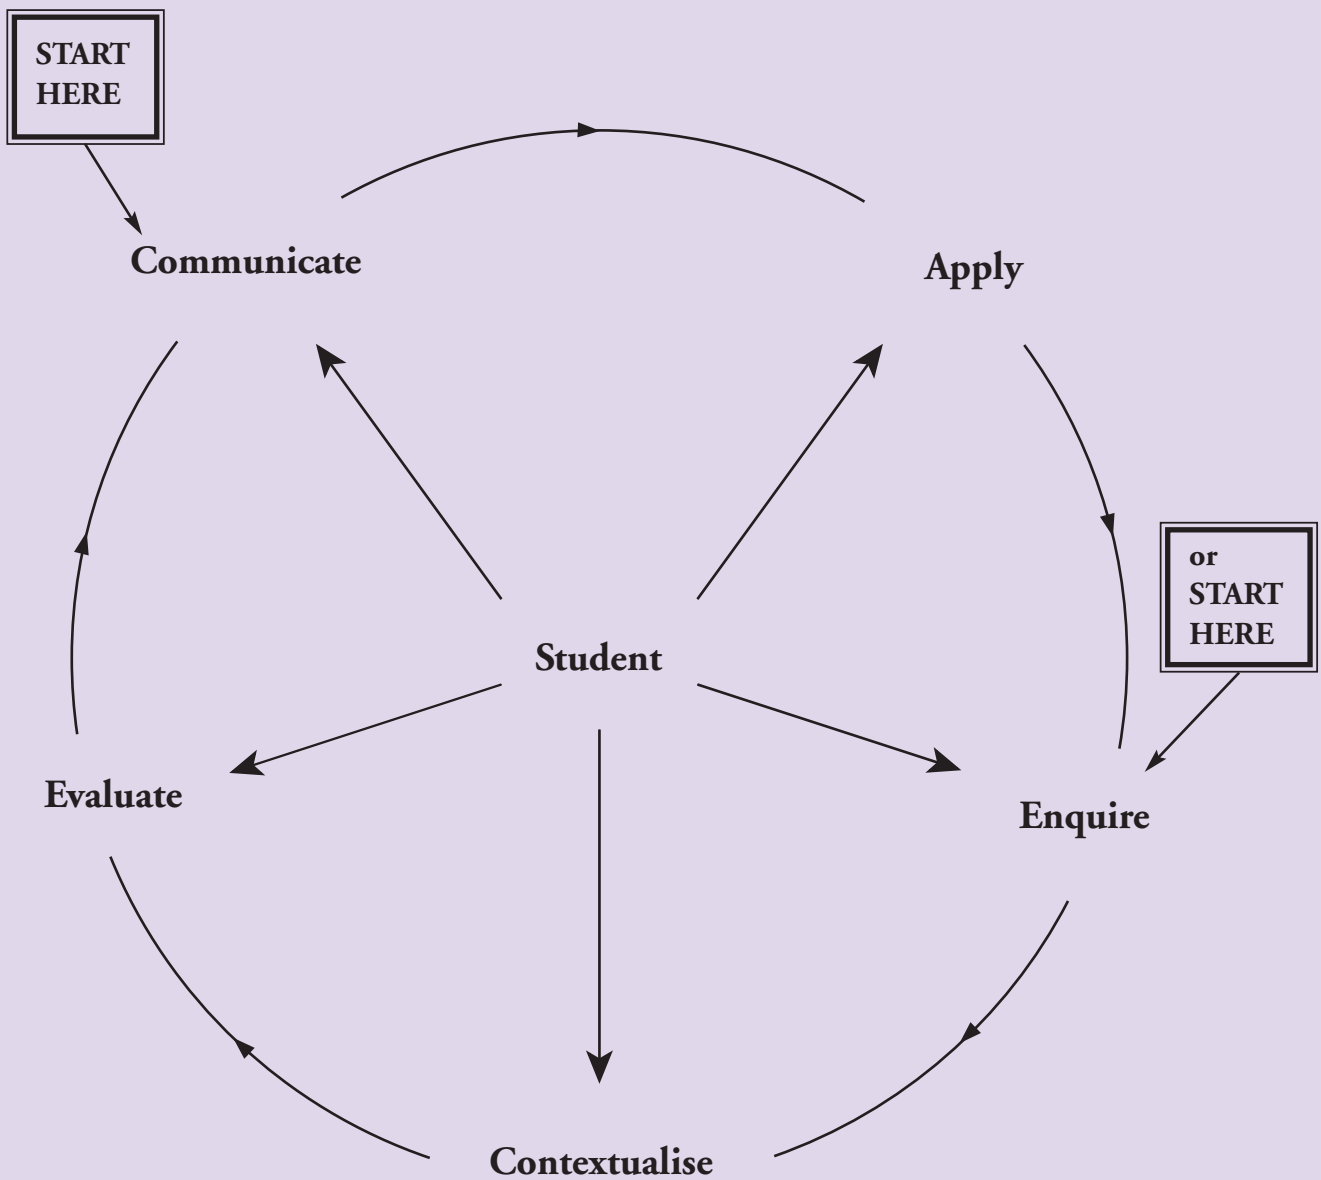 START
HERE
Communicate
Apply
or
START
HERE
Student
Evaluate
Enquire
Contextualise